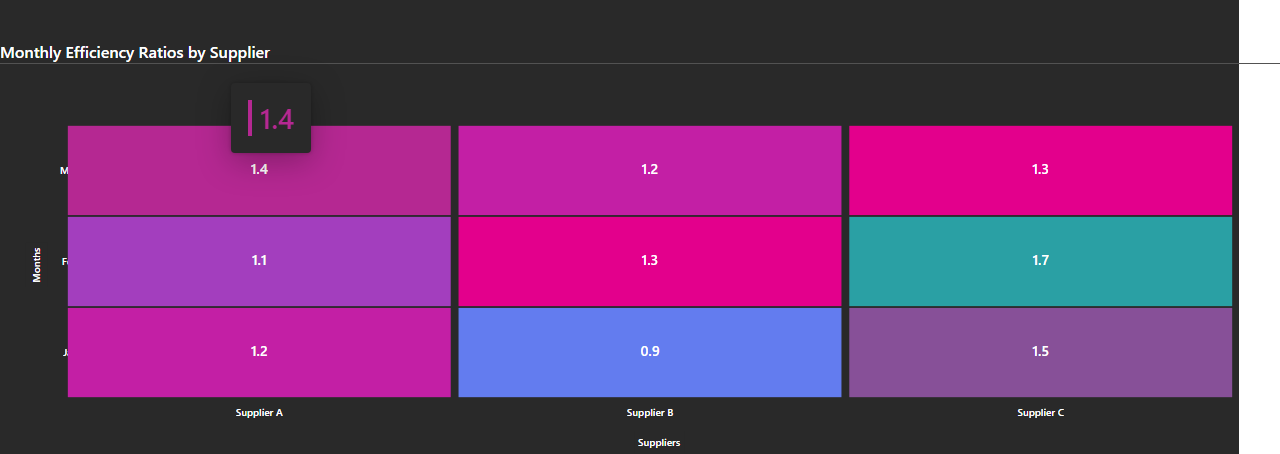 Monthly Efficiency Ratios by Supplier
1.4
1.4 1.2 1.3
1.1 1.3 1.7
Months
1.2 0.9 1.5
Supplier A Supplier B Supplier C
Suppliers